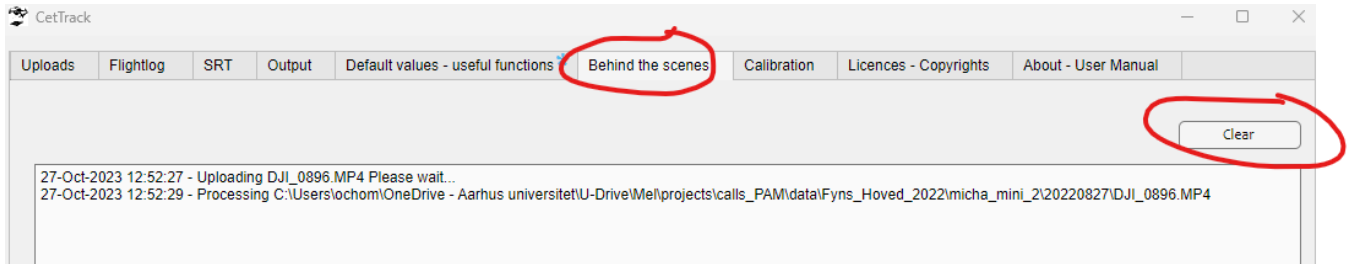 CetTrack
Uploads Flightlog SRT Output Default values - useful functions Behind the scenes Calibration Licences - Copyrights About - User Manual
Clear
27-Oct-2023 12:52:27 - Uploading DJI_0896.MP4 Please wait...
27-Oct-2023 12:52:29 - Processing C:\Users\ochom\OneDrive - Aarhus universitet\U-Drive\Mel\projects\calls_PAM\data\Fyns_Hoved_2022\micha_mini_2\20220827\DJI_0896.MP4